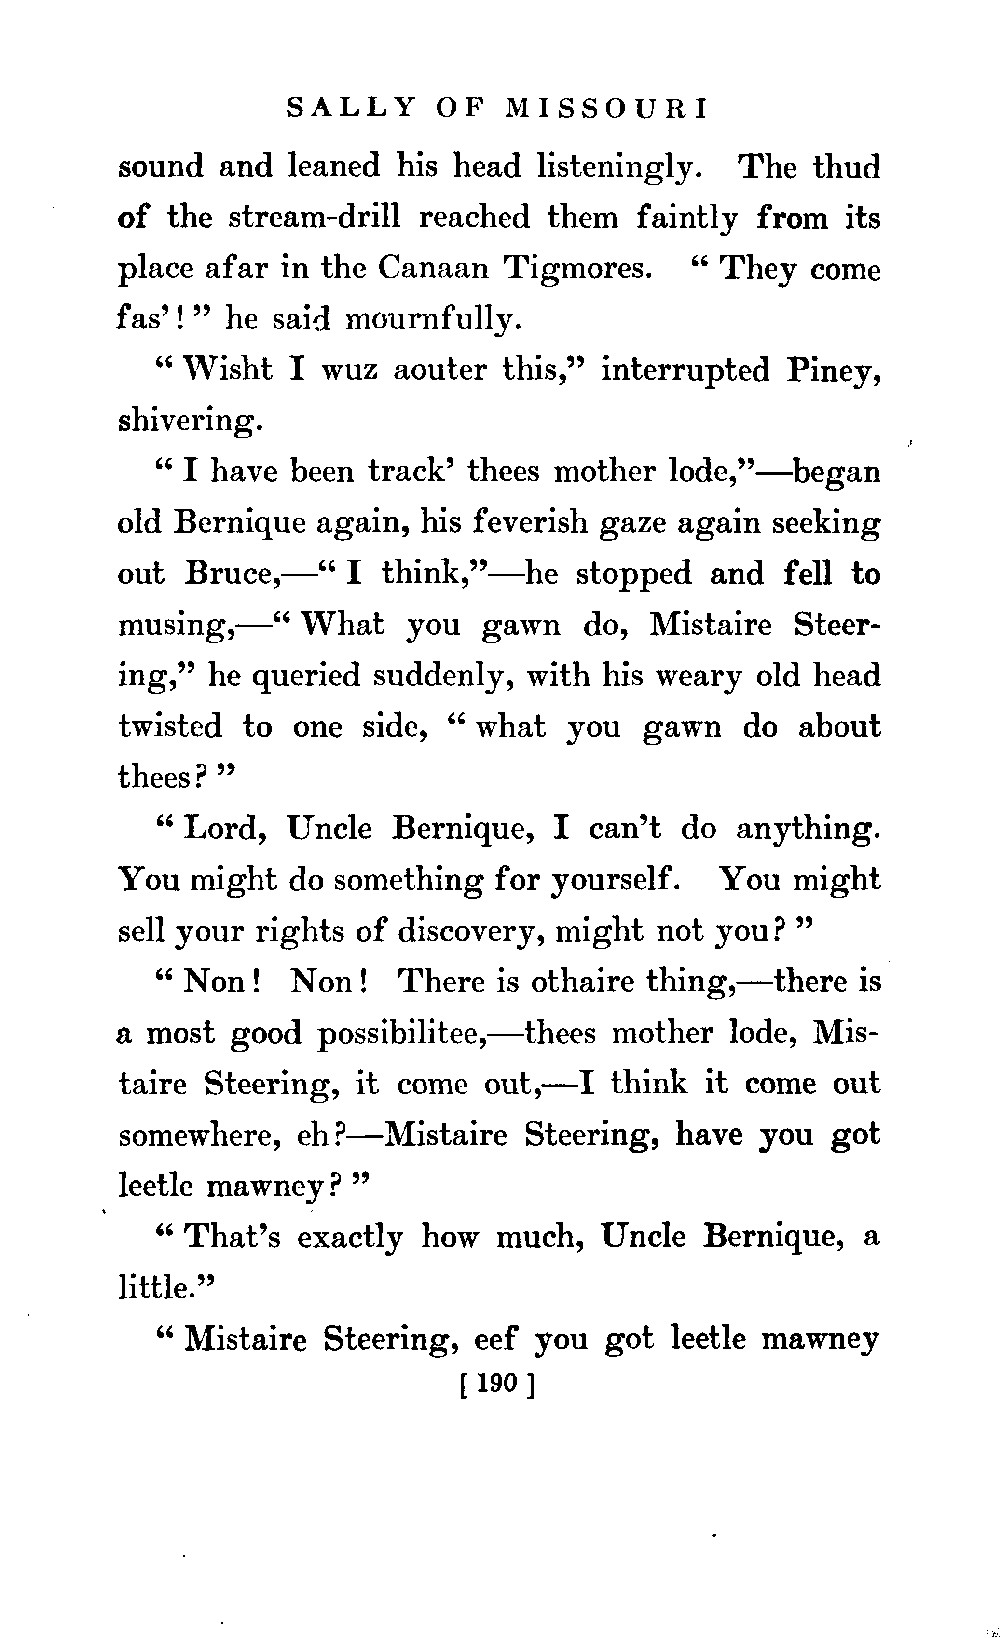 SALLY OF MISSOURI
sound and leaned his head listeningly. The thud
of the stream-drill reached them faintly from its
place afar in the Canaan Tigmores. “ They come
fas’! ” he said mournfully.
“ Wisht I wuz aouter this,” interrupted Piney,
shivering.
“ I have been track’ thees mother lode,”—began
old Bernique again, his feverish gaze again seeking
out Bruce,—“ I think,”—he stopped and fell to
musing,—“ What you gawn do, Mistaire Steer-
ing,” he queried suddenly, with his weary old head
twisted to one side, “ what you gawn do about
thees? ”
“ Lord, Uncle Bernique, I can’t do anything.
You might do something for yourself. You might
sell your rights of discovery, might not you? ”
“ Non! Non! There is othaire thing,—there is
a most good possibilitee,—thees mother lode, Mis-
taire Steering, it come out,—I think it come out
somewhere, eh?—Mistaire Steering, have you got
leetle mawney? ”
“ That’s exactly how much, Uncle Bernique, a
little.”
“ Mistaire Steering, eef you got leetle mawney
[ 190 ]